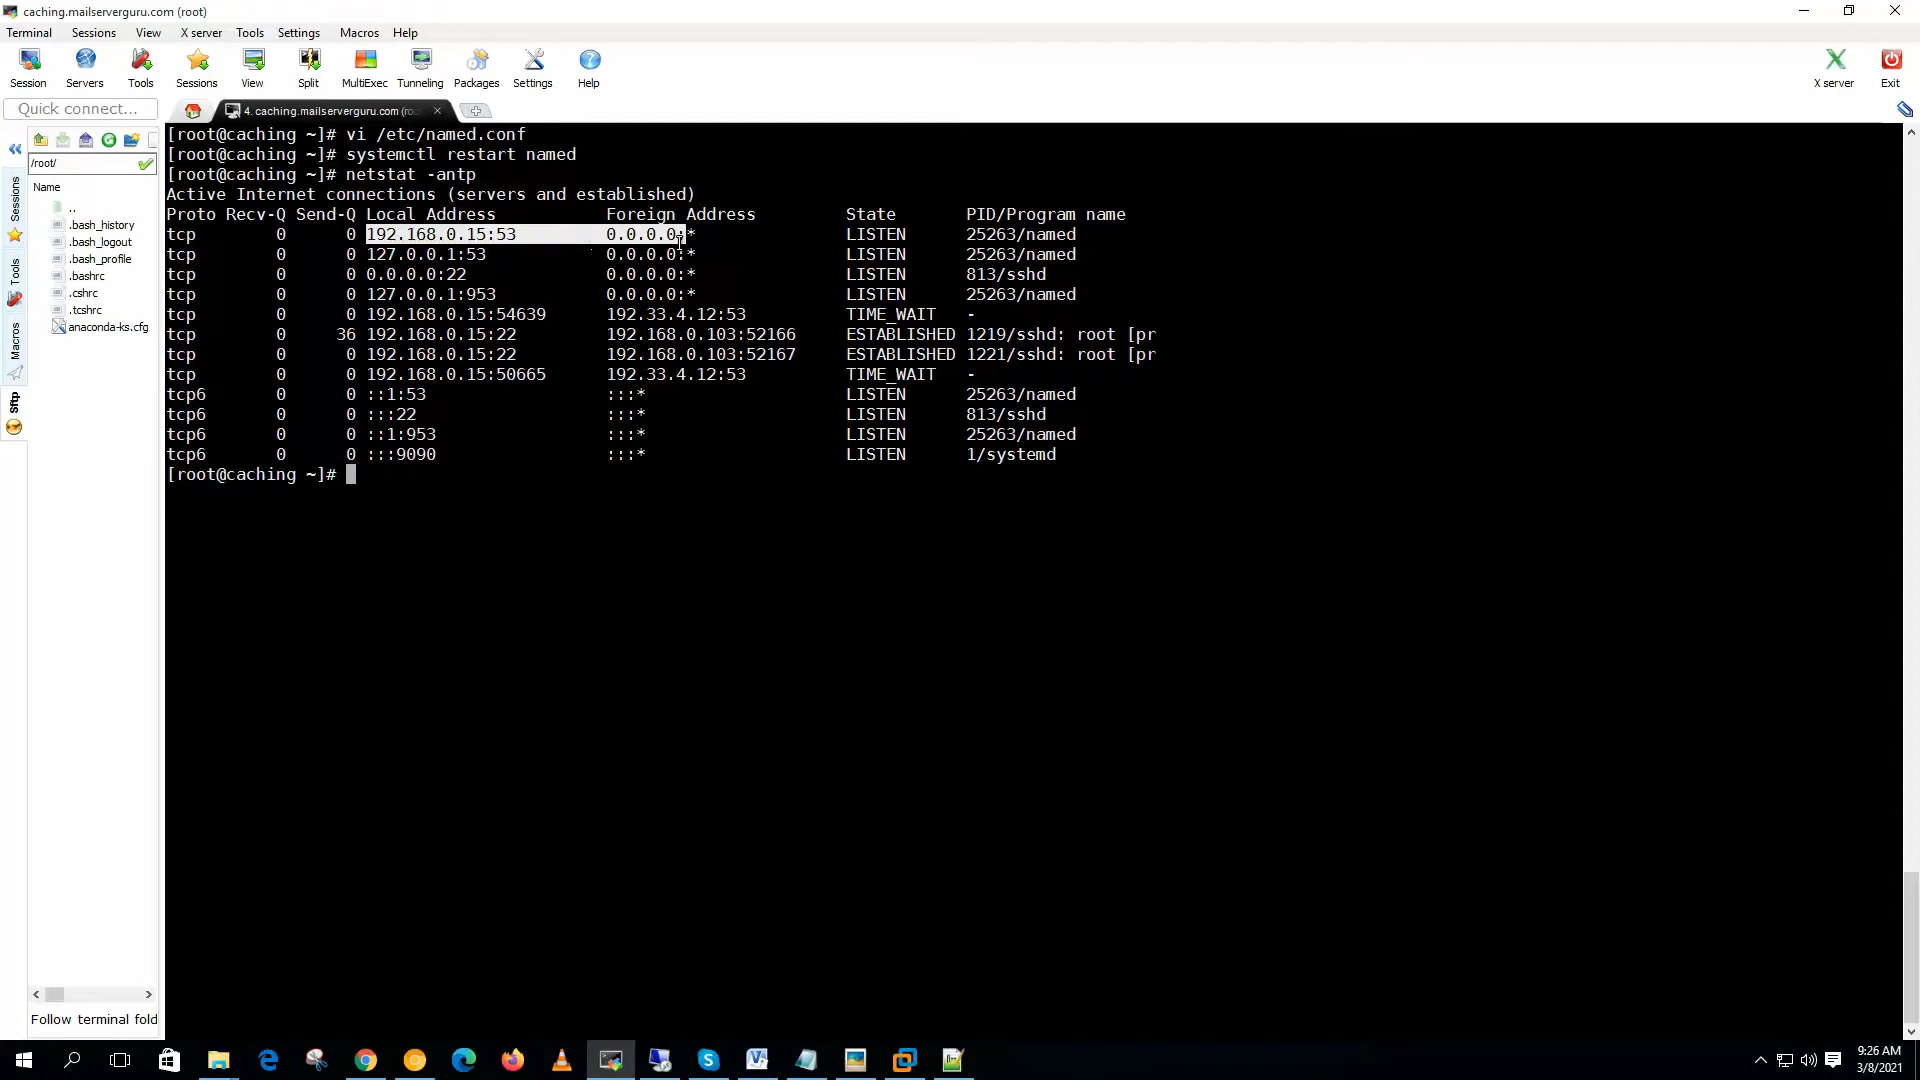 caching.mailserverguru.com (root)
Terminal Sessions View X server Tools Settings Macros Help
Session Servers Tools Sessions View Split MultiExec Tunneling Packages Settings Help X server Exit
Quick connect...
4. caching.mailserverguru.com (roo
/root/
Name
..
.bash_history
.bash_logout
.bash_profile
.bashrc
.cshrc
.tcshrc
anaconda-ks.cfg
Sessions
Tools
Macros
Sftp
Follow terminal fold
[root@caching ~]# vi /etc/named.conf
[root@caching ~]# systemctl restart named
[root@caching ~]# netstat -antp
Active Internet connections (servers and established)
Proto Recv-Q Send-Q Local Address           Foreign Address         State       PID/Program name
tcp        0      0 192.168.0.15:53         0.0.0.0:*               LISTEN      25263/named
tcp        0      0 127.0.0.1:53            0.0.0.0:*               LISTEN      25263/named
tcp        0      0 0.0.0.0:22              0.0.0.0:*               LISTEN      813/sshd
tcp        0      0 127.0.0.1:953           0.0.0.0:*               LISTEN      25263/named
tcp        0      0 192.168.0.15:54639      192.33.4.12:53          TIME_WAIT   -
tcp        0     36 192.168.0.15:22         192.168.0.103:52166     ESTABLISHED 1219/sshd: root [pr
tcp        0      0 192.168.0.15:22         192.168.0.103:52167     ESTABLISHED 1221/sshd: root [pr
tcp        0      0 192.168.0.15:50665      192.33.4.12:53          TIME_WAIT   -
tcp6       0      0 ::1:53                  :::*                    LISTEN      25263/named
tcp6       0      0 :::22                   :::*                    LISTEN      813/sshd
tcp6       0      0 ::1:953                 :::*                    LISTEN      25263/named
tcp6       0      0 :::9090                 :::*                    LISTEN      1/systemd
[root@caching ~]#
9:26 AM
3/8/2021